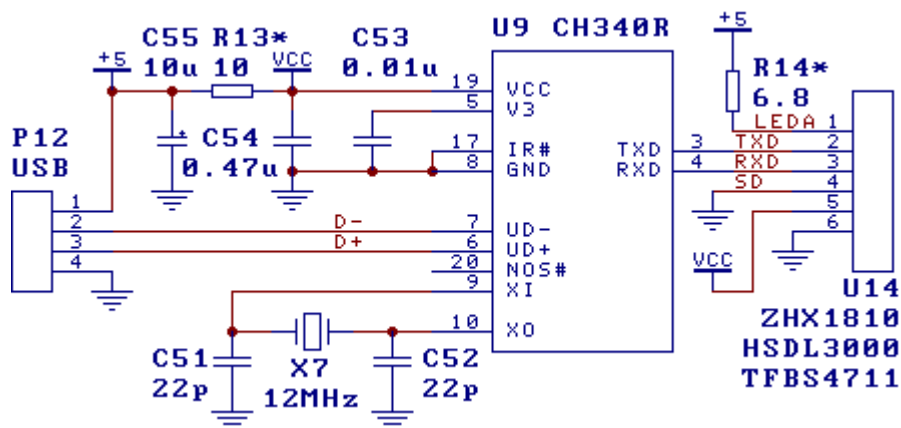 U9 CH340R
+5
C55 R13* C53
10u 10 VCC 0.01u
+5
R14*
6.8
19 VCC
5 V3
C54
0.47u
17 IR#
8 GND
TXD 3
RXD 4
LEDA 1
TXD 2
RXD 3
SD 4
5
6
P12
USB
1
2
3
4
D-
D+
7 UD-
6 UD+
20 NOS#
9 XI
10 XO
VCC
U14
ZHX1810
HSDL3000
TFBS4711
C51
22p
X7
12MHz
C52
22p